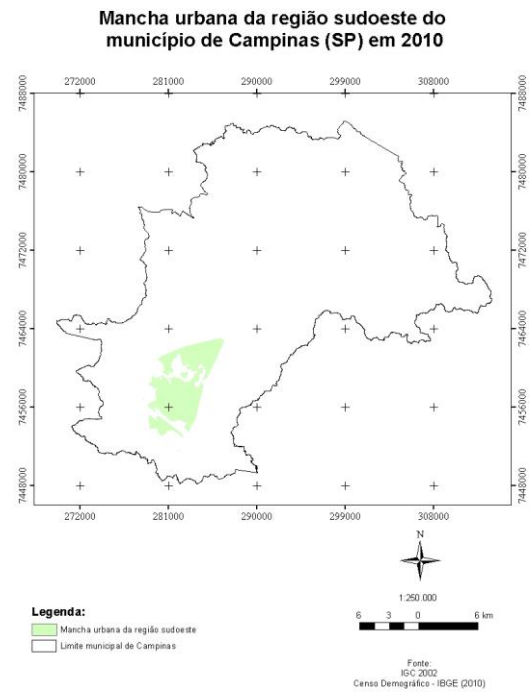 Mancha urbana da região sudoeste do
município de Campinas (SP) em 2010
272000 281000 290000 299000 308000
7488000 7488000
7480000 7480000
7472000 7472000
7464000 7464000
7456000 7456000
7448000 7448000
272000 281000 290000 299000 308000
N
1:250.000
6 3 0 6 km
Legenda:
Mancha urbana da região sudoeste
Limite municipal de Campinas
Fonte:
IGC 2002
Censo Demográfico - IBGE (2010)